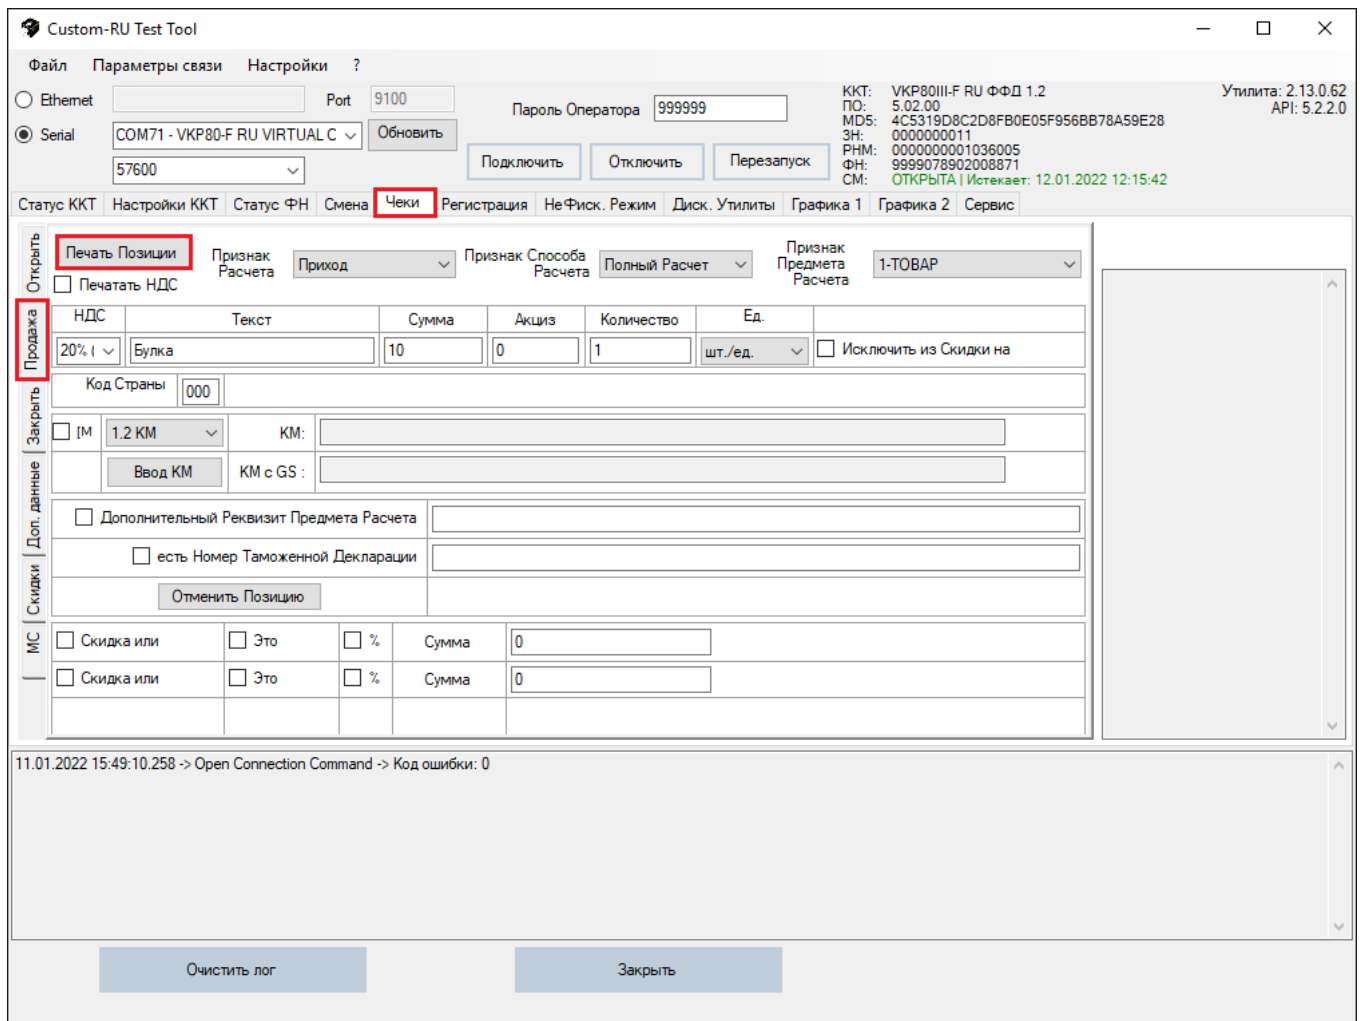 Custom-RU Test Tool
Файл Параметры связи Настройки ?
Ethernet Port 9100
Serial COM71 - VKP80-F RU VIRTUAL C Обновить
57600
Пароль Оператора 999999
Подключить Отключить Перезапуск
ККТ: VKP80III-F RU ФФД 1.2
ПО: 5.02.00
MD5: 4C5319D8C2D8FB0E05F956BB78A59E28
ЗН: 0000000011
РНМ: 0000000001036005
ФН: 9999078902008871
СМ: ОТКРЫТА | Истекает: 12.01.2022 12:15:42
Утилита: 2.13.0.62
API: 5.2.2.0
Статус ККТ Настройки ККТ Статус ФН Смена Чеки Регистрация НеФиск. Режим Диск. Утилиты Графика 1 Графика 2 Сервис
Открыть
Продажа
Закрыть
Доп. данные
Скидки
МС
Печать Позиции
Печатать НДС
Признак
Расчета
Приход
Признак Способа
Расчета
Полный Расчет
Признак
Предмета
Расчета
1-ТОВАР
НДС Текст Сумма Акциз Количество Ед.
20% ( Булка 10 0 1 шт./ед. Исключить из Скидки на
Код Страны 000
[М 1.2 КМ КМ:
Ввод КМ КМ с GS :
Дополнительный Реквизит Предмета Расчета
есть Номер Таможенной Декларации
Отменить Позицию
Скидка или Это % Сумма 0
Скидка или Это % Сумма 0
11.01.2022 15:49:10.258 -> Open Connection Command -> Код ошибки: 0
Очистить лог Закрыть